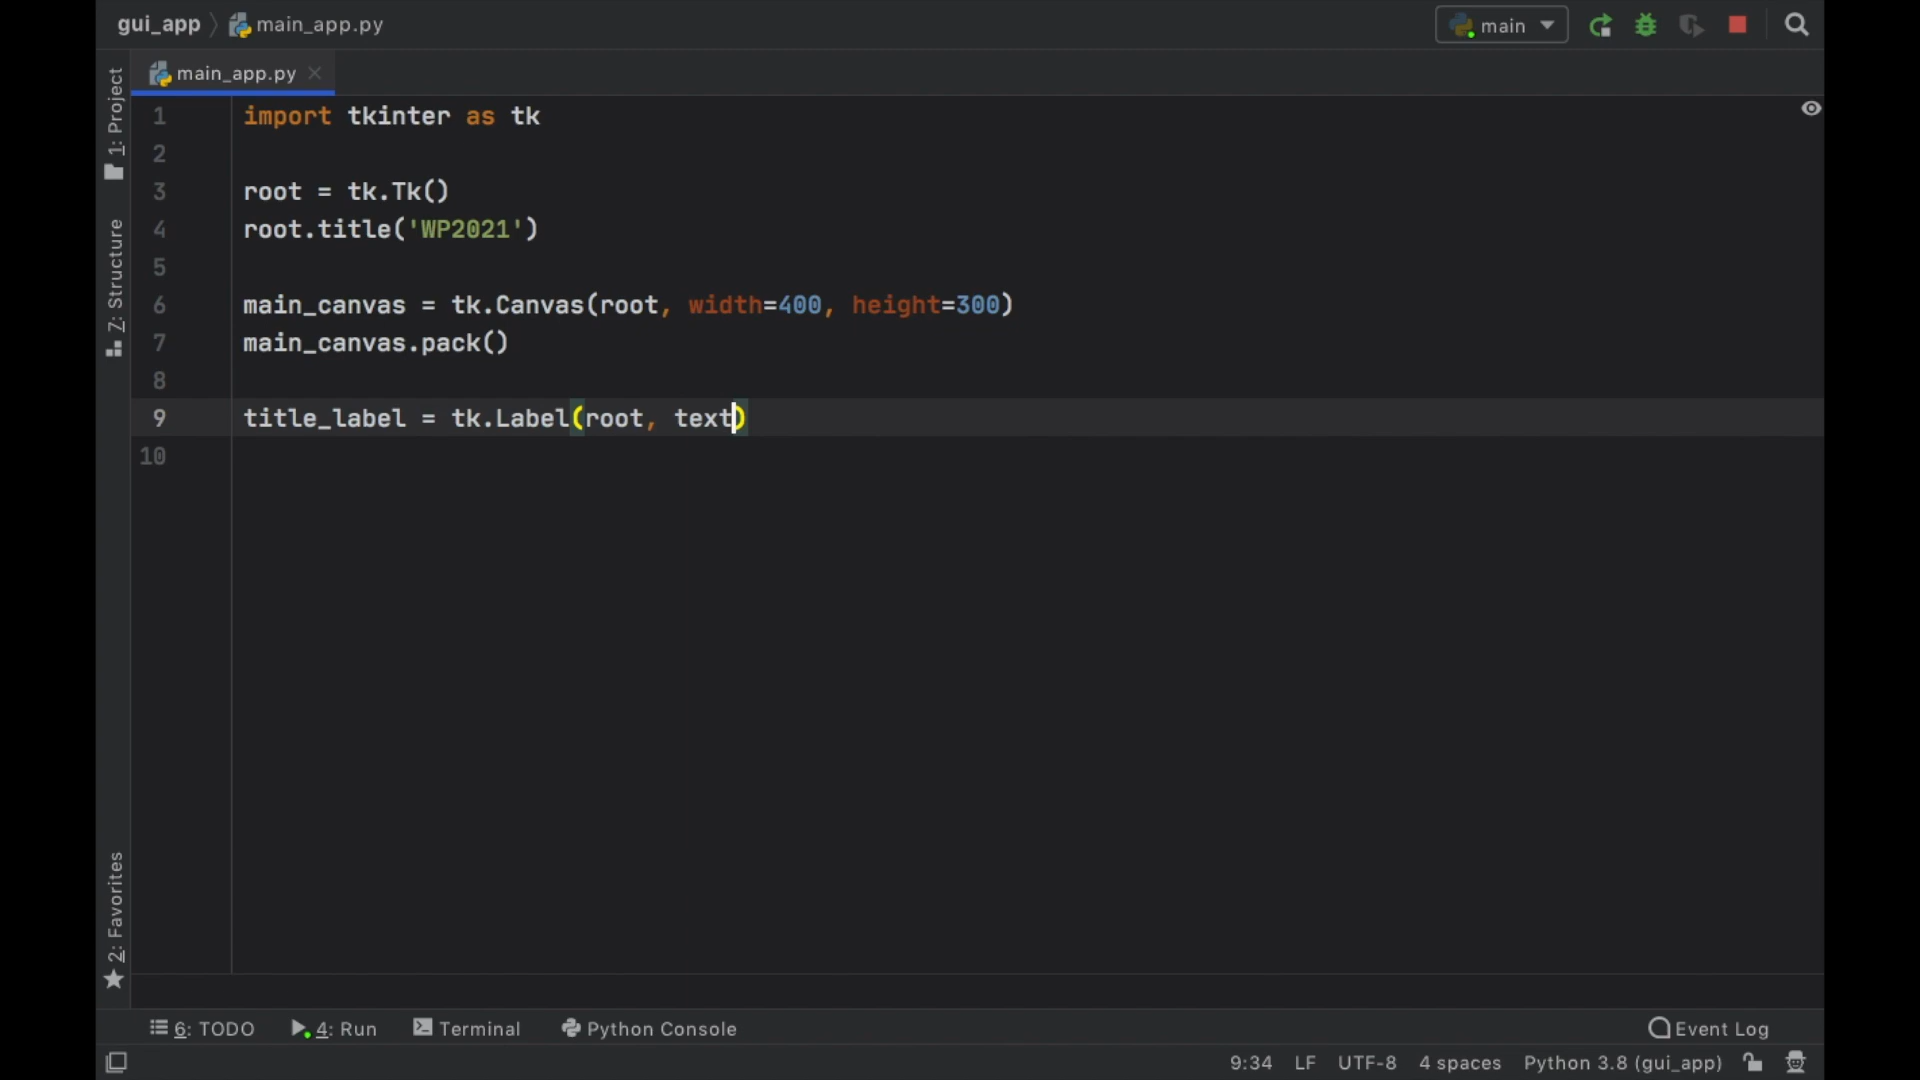 gui_app 〉 main_app.py
main
main_app.py
1: Project
Z: Structure
2: Favorites
1 import tkinter as tk
2
3 root = tk.Tk()
4 root.title('WP2021')
5
6 main_canvas = tk.Canvas(root, width=400, height=300)
7 main_canvas.pack()
8
9 title_label = tk.Label(root, text)
10
6: TODO 4: Run Terminal Python Console Event Log
9:34 LF UTF-8 4 spaces Python 3.8 (gui_app)